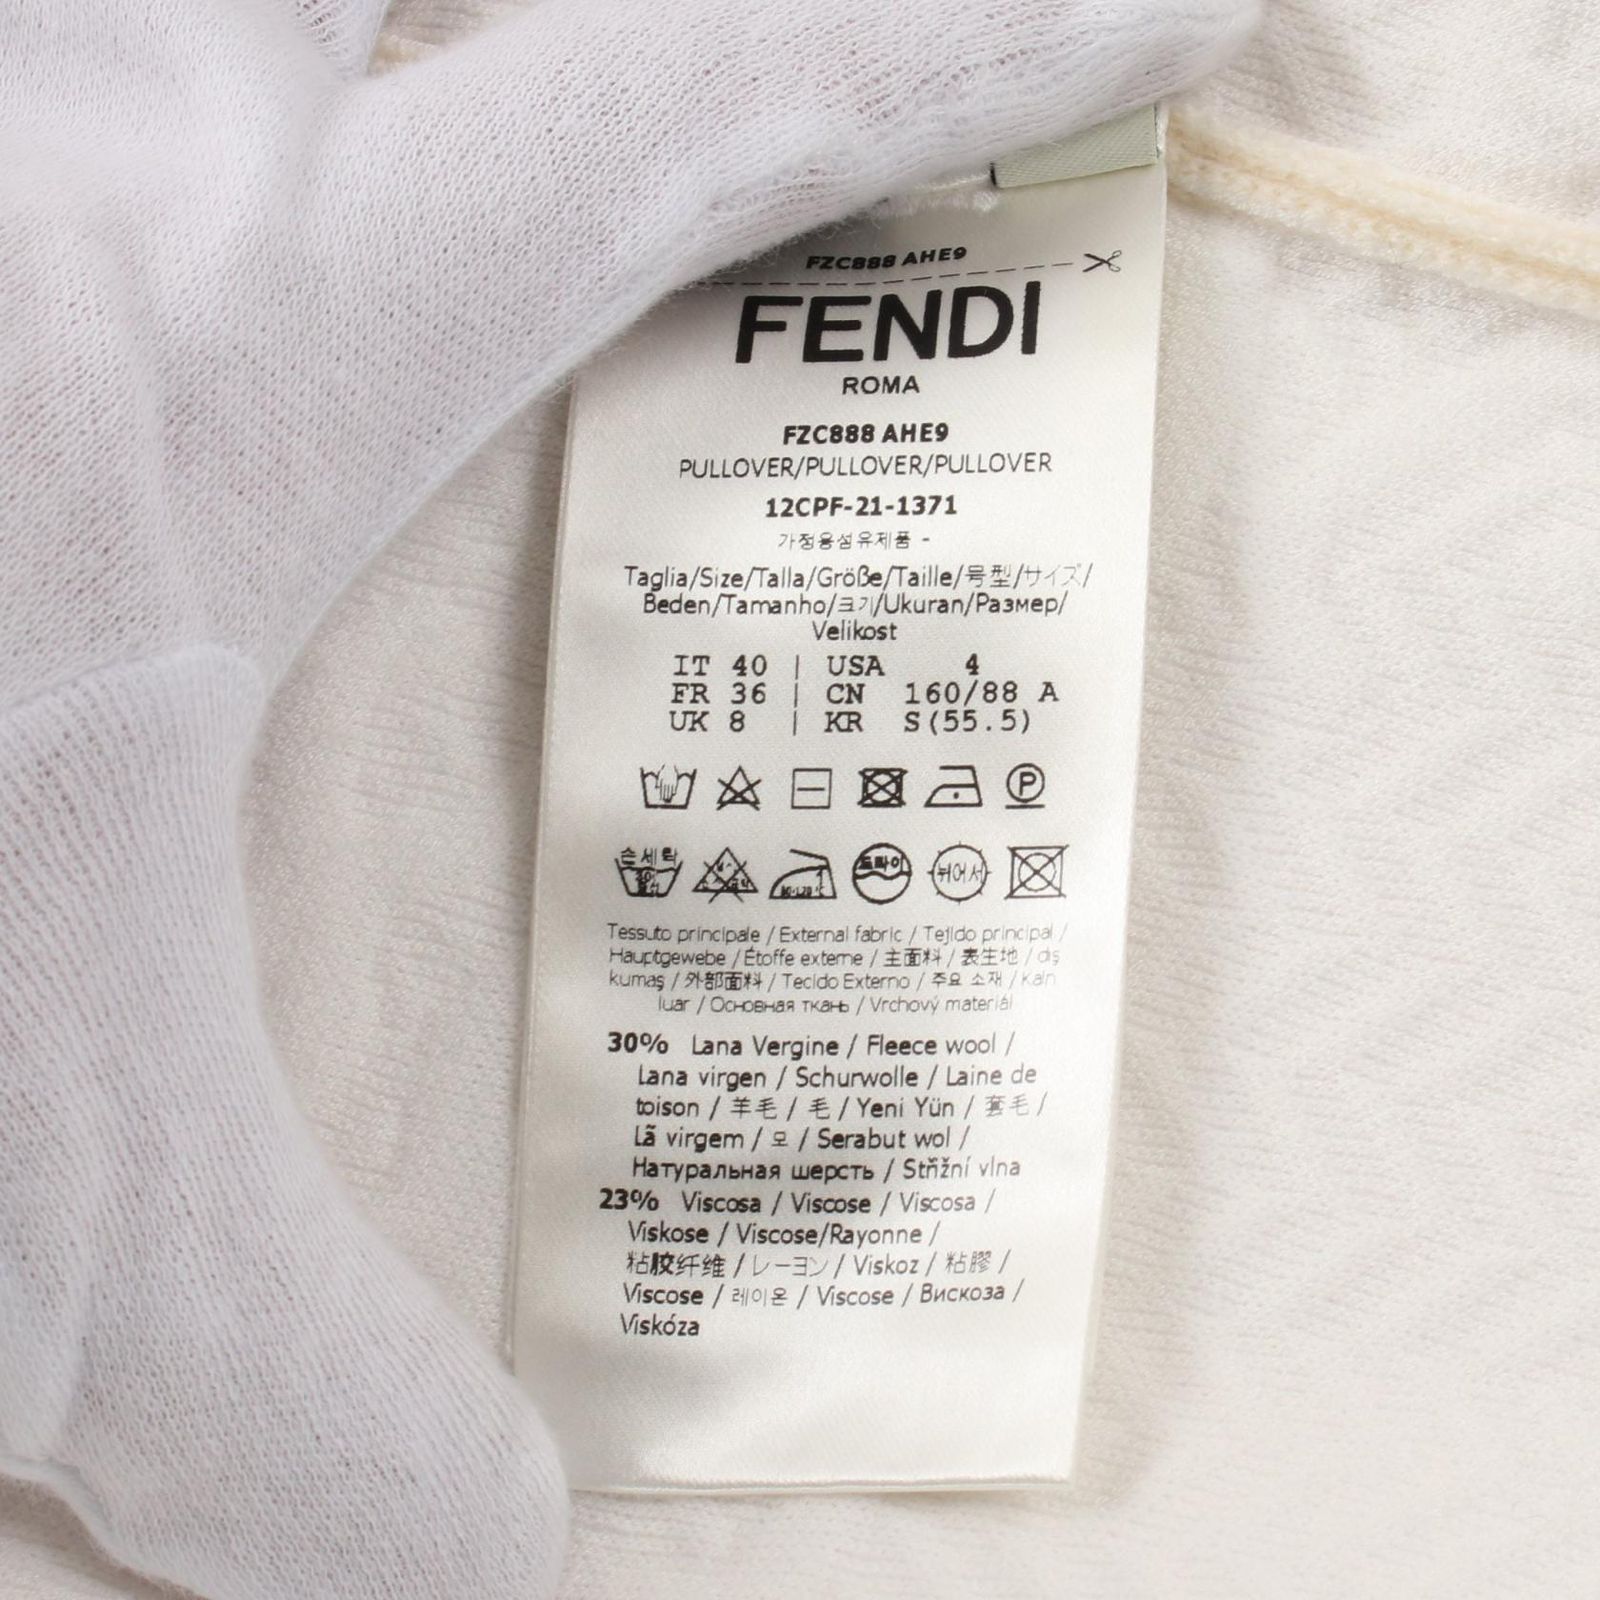 FZC888 AHE9
FENDI
ROMA
FZC888 AHE9
PULLOVER/PULLOVER/PULLOVER
12CPF-21-1371
가정용섬유제품 -
Taglia/Size/Talla/Größe/Taille/号型/サイズ/
Beden/Tamanho/크기/Ukuran/Размер/
Velikost
IT 40 | USA 4
FR 36 | CN 160/88 A
UK 8 | KR S(55.5)
P
손세탁
드라이
뉘어서
Tessuto principale / External fabric / Tejido principal /
Hauptgewebe / Étoffe externe / 主面料 / 表生地 / dış
kumaş / 外部面料 / Tecido Externo / 주요 소재 / Kain
luar / Основная ткань / Vrchový materiál
30% Lana Vergine / Fleece wool /
Lana virgen / Schurwolle / Laine de
toison / 羊毛 / 毛 / Yeni Yün / 套毛 /
Lã virgem / 모 / Serabut wol /
Натуральная шерсть / Střížní vlna
23% Viscosa / Viscose / Viscosa /
Viskose / Viscose/Rayonne /
粘胶纤维 / レーヨン / Viskoz / 粘膠 /
Viscose / 레이온 / Viscose / Вискоза /
Viskóza